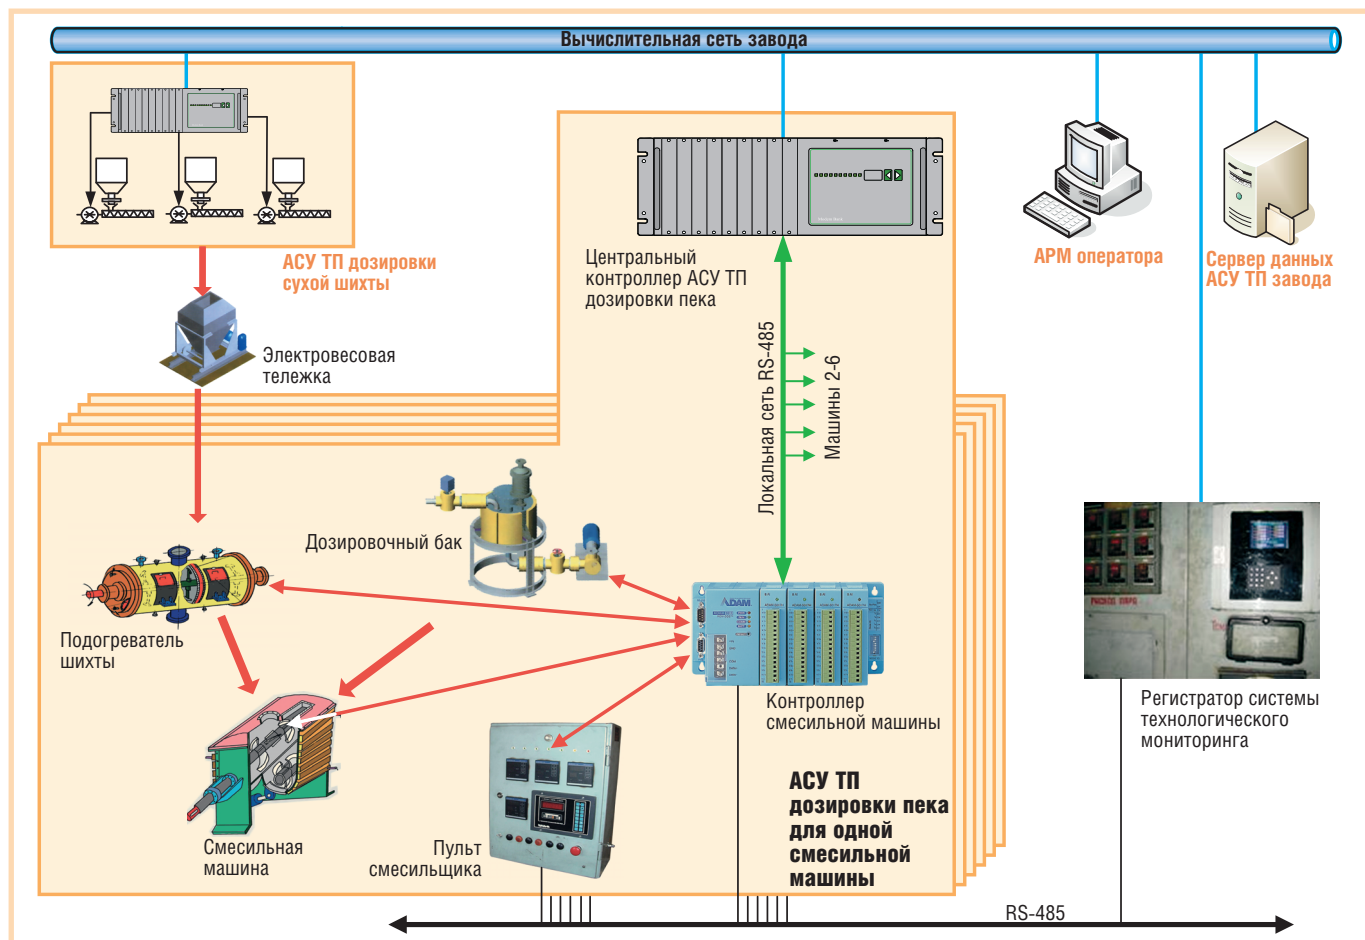 Вычислительная сеть завода
АСУ ТП дозировки
сухой шихты
Центральный
контроллер АСУ ТП
дозировки пека
АРМ оператора
Сервер данных
АСУ ТП завода
Электровесовая
тележка
Локальная сеть RS-485
Машины 2-6
Дозировочный бак
Подогреватель
шихты
ADAM
Контроллер
смесильной машины
Регистратор системы
технологического
мониторинга
АСУ ТП
дозировки пека
для одной
смесильной
машины
Смесильная
машина
Пульт
смесильщика
RS-485